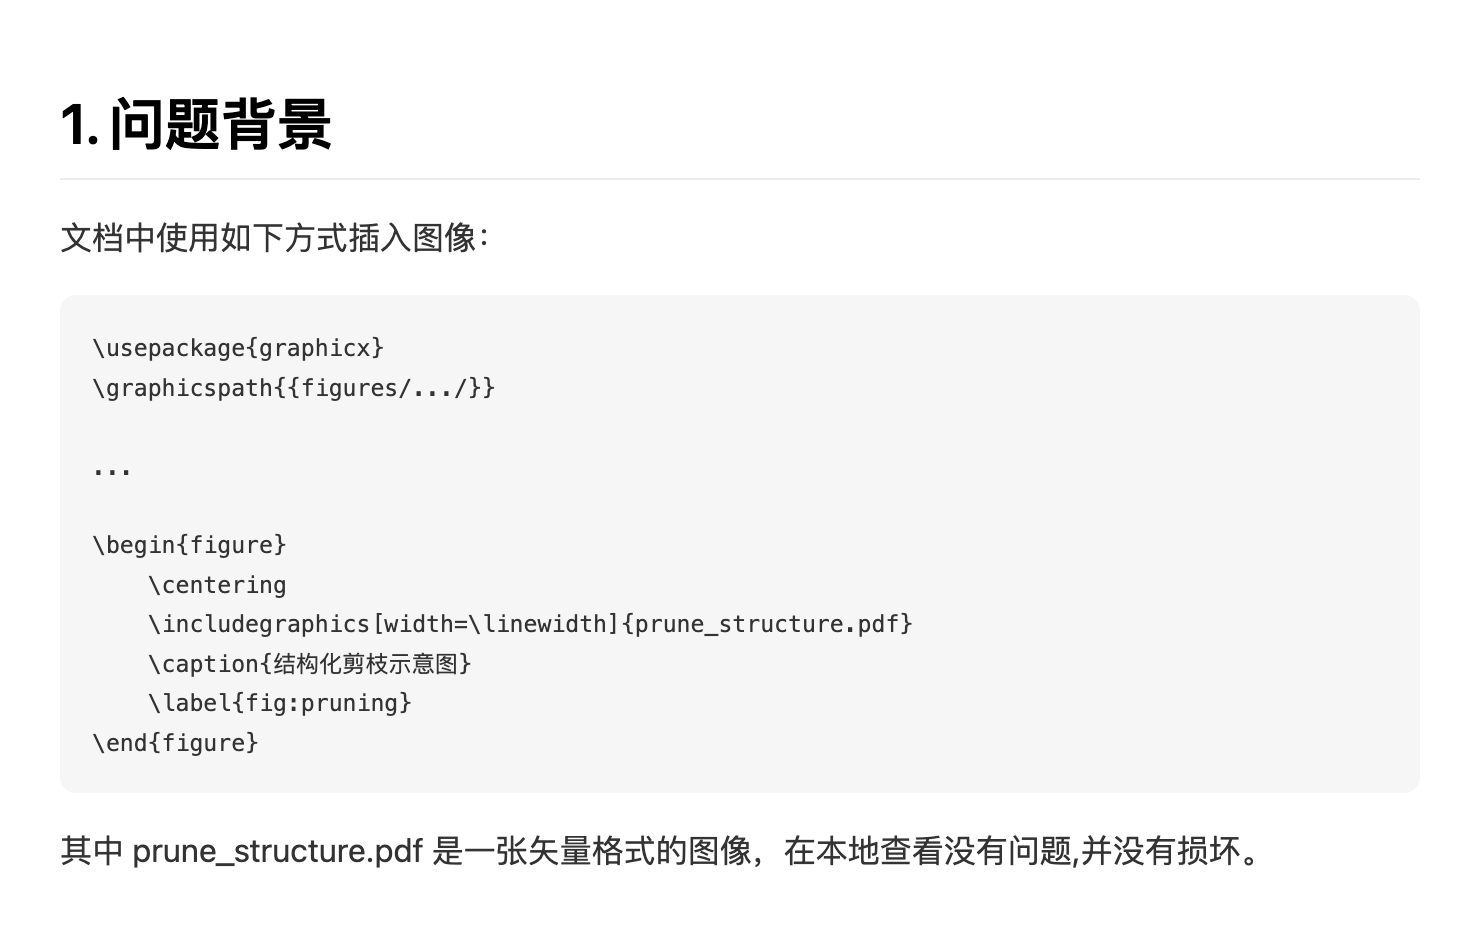 1. 问题背景
文档中使用如下方式插入图像：
\usepackage{graphicx}
\graphicspath{{figures/.../}}
...
\begin{figure}
    \centering
    \includegraphics[width=\linewidth]{prune_structure.pdf}
    \caption{结构化剪枝示意图}
    \label{fig:pruning}
\end{figure}
其中 prune_structure.pdf 是一张矢量格式的图像，在本地查看没有问题,并没有损坏。